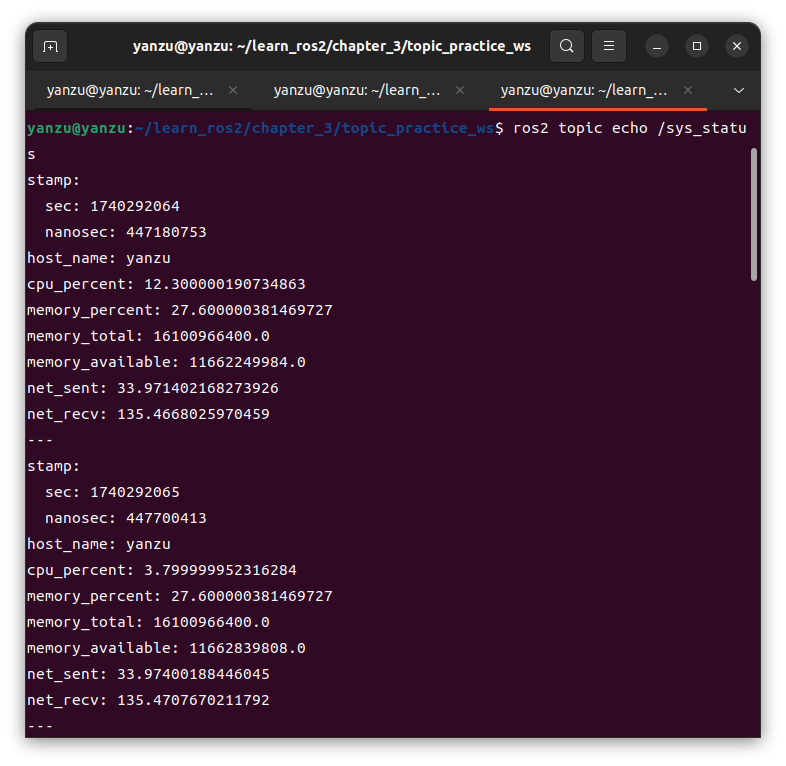 yanzu@yanzu: ~/learn_ros2/chapter_3/topic_practice_ws
yanzu@yanzu: ~/learn_... yanzu@yanzu: ~/learn_... yanzu@yanzu: ~/learn_...
yanzu@yanzu:~/learn_ros2/chapter_3/topic_practice_ws$ ros2 topic echo /sys_statu
s
stamp:
  sec: 1740292064
  nanosec: 447180753
host_name: yanzu
cpu_percent: 12.300000190734863
memory_percent: 27.600000381469727
memory_total: 16100966400.0
memory_available: 11662249984.0
net_sent: 33.971402168273926
net_recv: 135.4668025970459
---
stamp:
  sec: 1740292065
  nanosec: 447700413
host_name: yanzu
cpu_percent: 3.799999952316284
memory_percent: 27.600000381469727
memory_total: 16100966400.0
memory_available: 11662839808.0
net_sent: 33.97400188446045
net_recv: 135.4707670211792
---